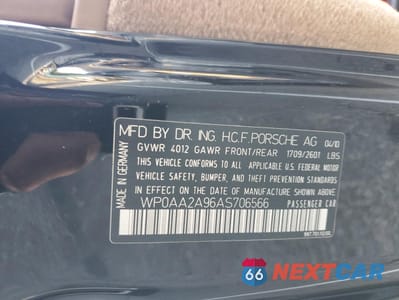 MFD BY DR. ING. H.C.F. PORSCHE AG 04/10
GVWR 4012 GAWR FRONT/REAR 1709/2601 LBS
THIS VEHICLE CONFORMS TO ALL APPLICABLE U.S. FEDERAL MOTOR
VEHICLE SAFETY, BUMPER, AND THEFT PREVENTION STANDARDS IN
EFFECT ON THE DATE OF MANUFACTURE SHOWN ABOVE.
WP0AA2A96AS706566 PASSENGER CAR
MADE IN GERMANY
66 NEXTCAR